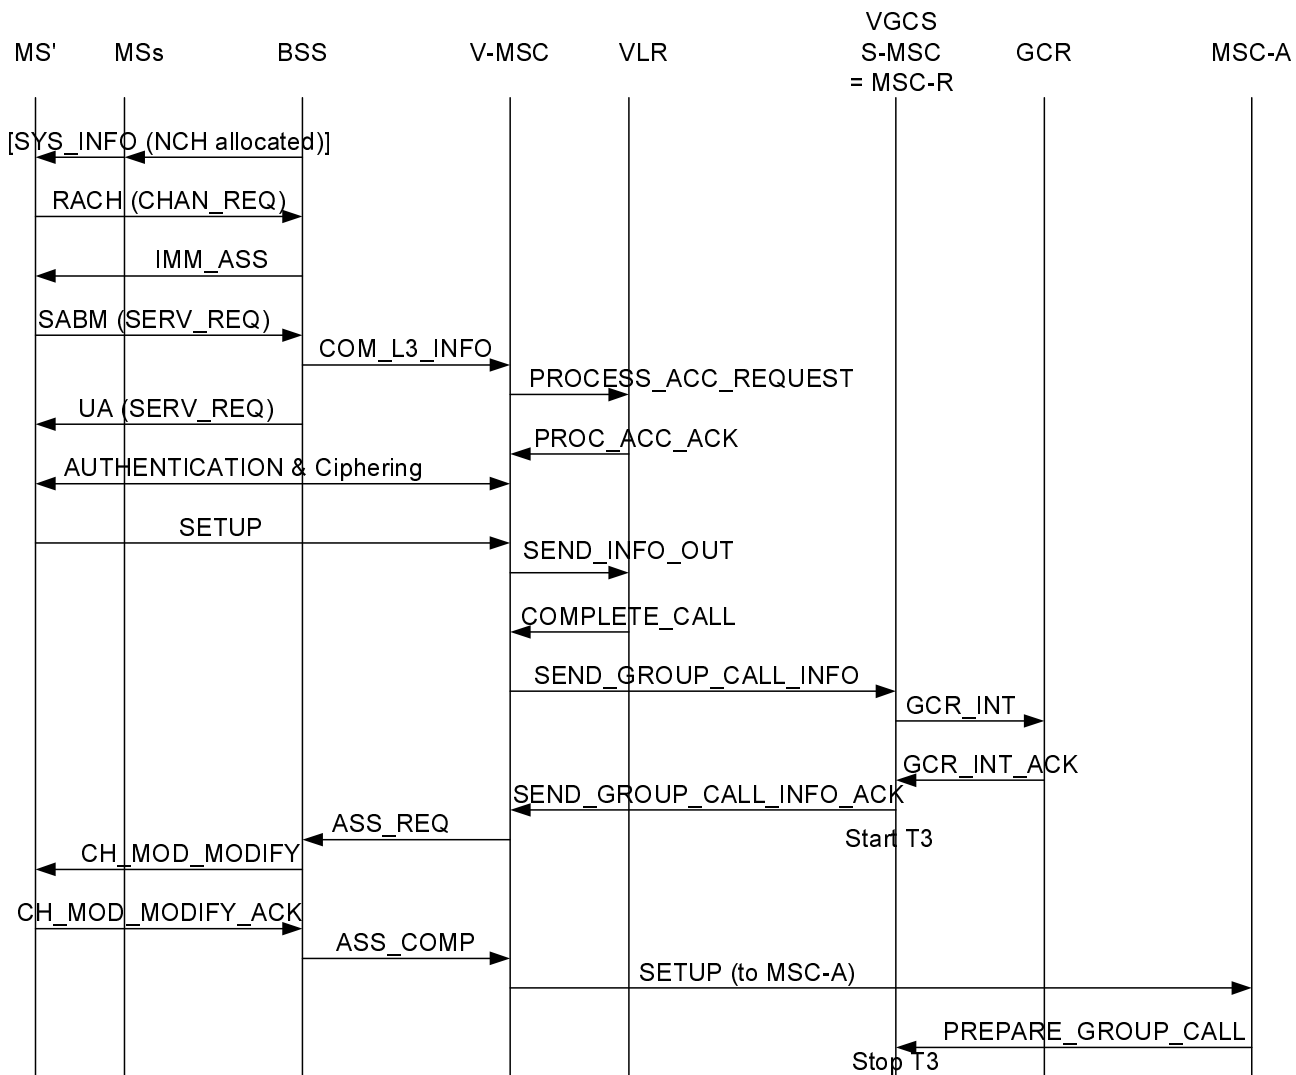 VGCS
MS' MSs BSS V-MSC VLR S-MSC GCR MSC-A
= MSC-R
[SYS_INFO (NCH allocated)]
RACH (CHAN_REQ)
IMM_ASS
SABM (SERV_REQ)
COM_L3_INFO
PROCESS_ACC_REQUEST
UA (SERV_REQ)
PROC_ACC_ACK
AUTHENTICATION & Ciphering
SETUP
SEND_INFO_OUT
COMPLETE_CALL
SEND_GROUP_CALL_INFO
GCR_INT
GCR_INT_ACK
SEND_GROUP_CALL_INFO_ACK
ASS_REQ
Start T3
CH_MOD_MODIFY
CH_MOD_MODIFY_ACK
ASS_COMP
SETUP (to MSC-A)
PREPARE_GROUP_CALL
Stop T3